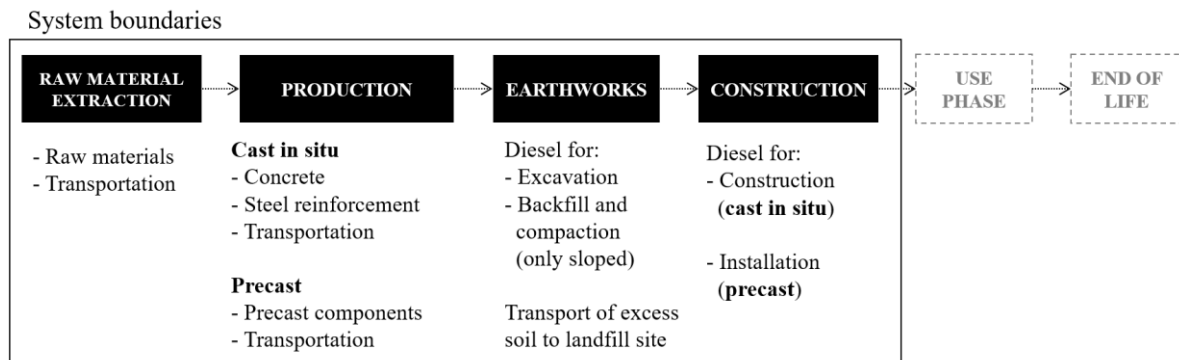 System boundaries
RAW MATERIAL
EXTRACTION
- Raw materials
- Transportation
PRODUCTION
Cast in situ
- Concrete
- Steel reinforcement
- Transportation
Precast
- Precast components
- Transportation
EARTHWORKS
Diesel for:
- Excavation
- Backfill and
compaction
(only sloped)
Transport of excess
soil to landfill site
CONSTRUCTION
Diesel for:
- Construction
(cast in situ)
- Installation
(precast)
USE
PHASE
END OF
LIFE